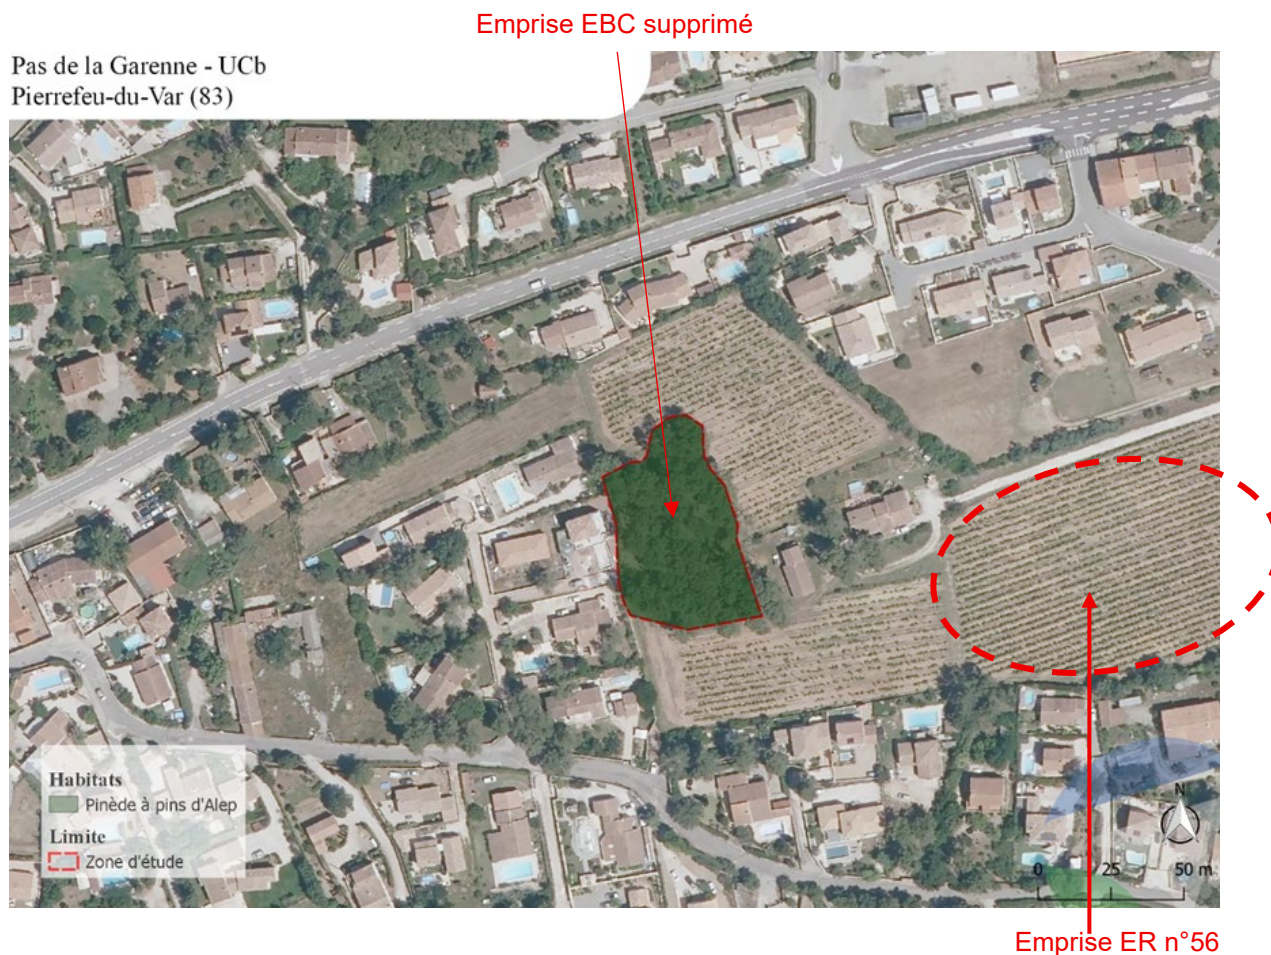 Emprise EBC supprimé
Pas de la Garenne - UCb
Pierrefeu-du-Var (83)
Habitats
Pinède à pins d'Alep
Limite
Zone d'étude
N
0 25 50 m
Emprise ER n°56